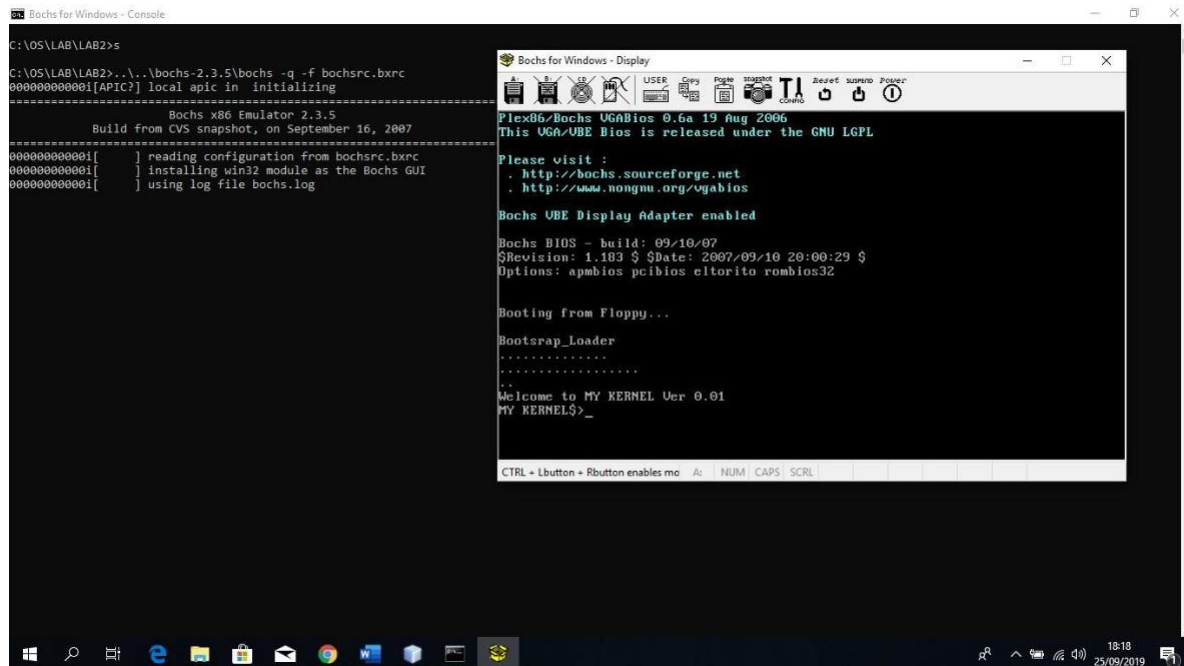 Bochs for Windows - Console
C:\OS\LAB\LAB2>s
C:\OS\LAB\LAB2>..\..\bochs-2.3.5\bochs -q -f bochsrc.bxrc
00000000000i[APIC?] local apic in  initializing
========================================================================
Bochs x86 Emulator 2.3.5
Build from CVS snapshot, on September 16, 2007
========================================================================
00000000000i[     ] reading configuration from bochsrc.bxrc
00000000000i[     ] installing win32 module as the Bochs GUI
00000000000i[     ] using log file bochs.log
Bochs for Windows - Display
A: B: CD USER Copy Paste snapshot CONFIG Reset SUSPEND Power
Plex86/Bochs VGABios 0.6a 19 Aug 2006
This VGA/VBE Bios is released under the GNU LGPL
Please visit :
. http://bochs.sourceforge.net
. http://www.nongnu.org/vgabios
Bochs VBE Display Adapter enabled
Bochs BIOS - build: 09/10/07
$Revision: 1.183 $ $Date: 2007/09/10 20:00:29 $
Options: apmbios pcibios eltorito rombios32
Booting from Floppy...
Bootsrap_Loader
..............
..................
..
Welcome to MY KERNEL Ver 0.01
MY KERNEL$>_
CTRL + Lbutton + Rbutton enables mo A: NUM CAPS SCRL
18:18
25/09/2019